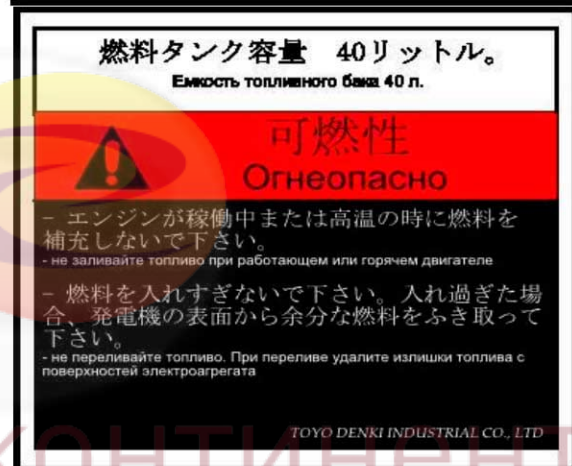 燃料タンク容量　40リットル。
Емкость топливного бака 40 л.
可燃性
Огнеопасно
- エンジンが稼働中または高温の時に燃料を
補充しないで下さい。
- не заливайте топливо при работающем или горячем двигателе
- 燃料を入れすぎないで下さい。入れ過ぎた場
合、発電機の表面から余分な燃料をふき取って
下さい。
- не переливайте топливо. При переливе удалите излишки топлива с
поверхностей электроагрегата
TOYO DENKI INDUSTRIAL CO., LTD
континент